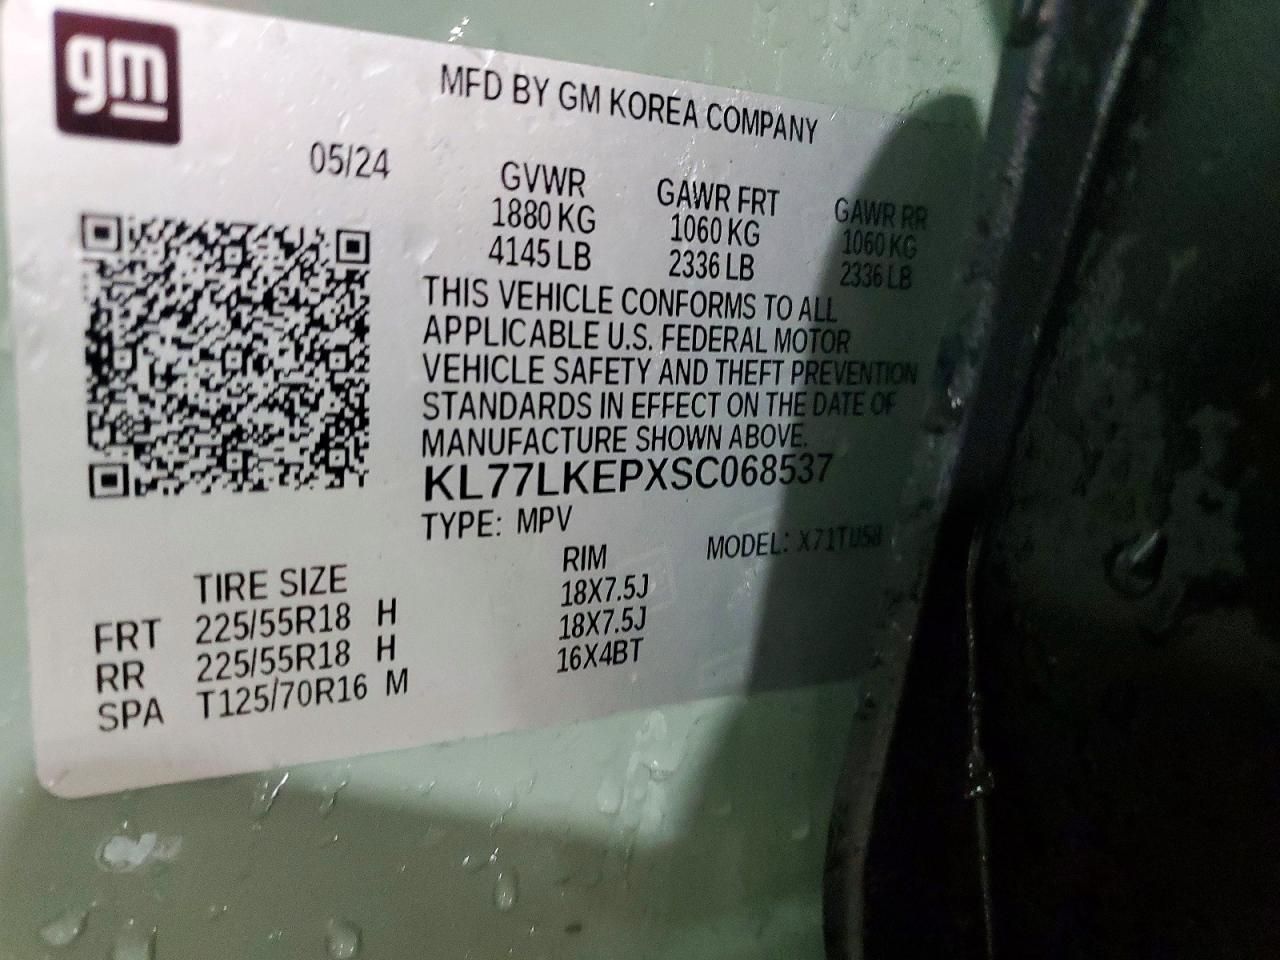 gm
MFD BY GM KOREA COMPANY
05/24
GVWR GAWR FRT GAWR RR
1880 KG 1060 KG 1060 KG
4145 LB 2336 LB 2336 LB
THIS VEHICLE CONFORMS TO ALL
APPLICABLE U.S. FEDERAL MOTOR
VEHICLE SAFETY AND THEFT PREVENTION
STANDARDS IN EFFECT ON THE DATE OF
MANUFACTURE SHOWN ABOVE.
KL77LKEPXSC068537
TYPE: MPV MODEL: X71TU58
TIRE SIZE RIM
FRT 225/55R18 H 18X7.5J
RR 225/55R18 H 18X7.5J
SPA T125/70R16 M 16X4BT